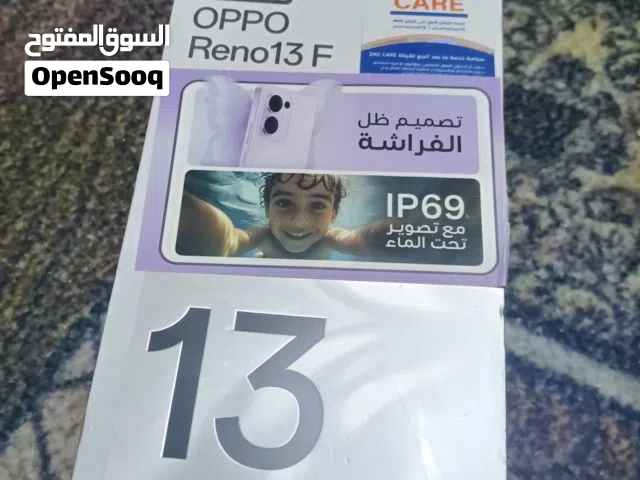 السوق المفتوح
OpenSooq
OPPO
Reno13 F
CARE
تصميم ظل
الفراشة
IP69
مع تصوير
تحت الماء
13